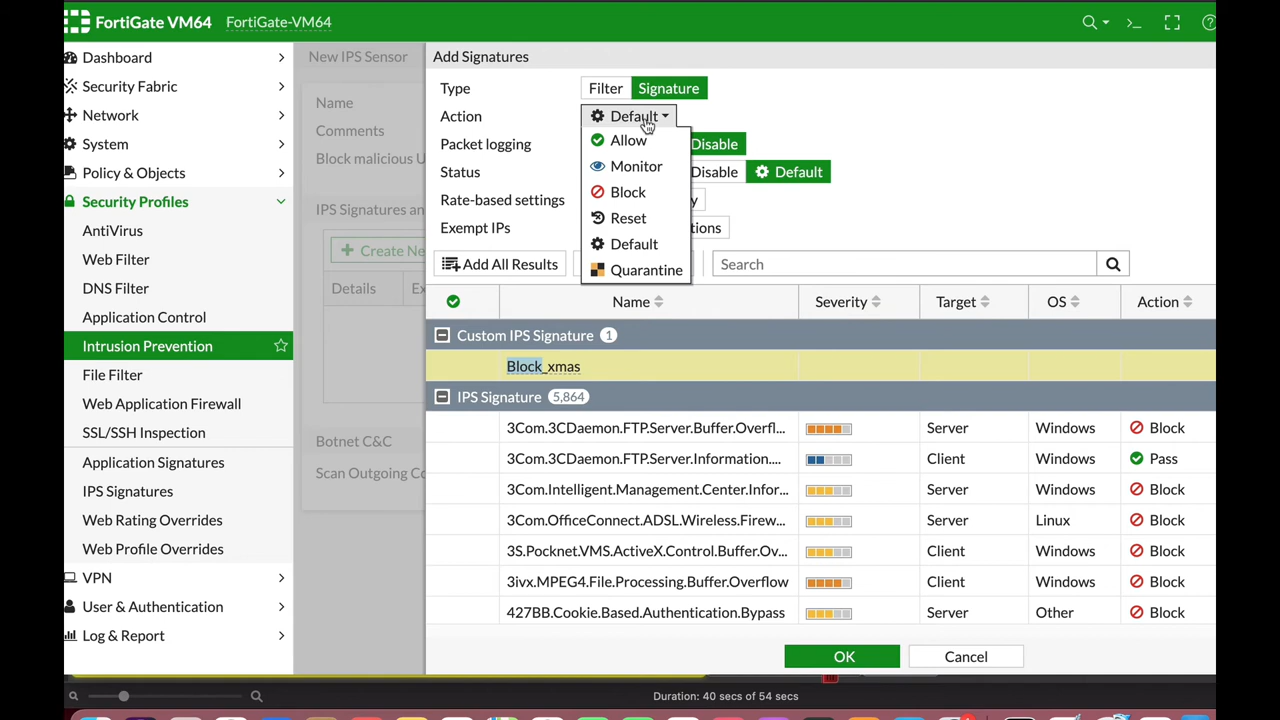 FortiGate VM64 FortiGate-VM64
Dashboard
Security Fabric
Network
System
Policy & Objects
Security Profiles
AntiVirus
Web Filter
DNS Filter
Application Control
Intrusion Prevention
File Filter
Web Application Firewall
SSL/SSH Inspection
Application Signatures
IPS Signatures
Web Rating Overrides
Web Profile Overrides
VPN
User & Authentication
Log & Report
New IPS Sensor
Name
Comments
Block malicious U
IPS Signatures an
Create Ne
Details Ex
Botnet C&C
Scan Outgoing Co
Add Signatures
Type Filter Signature
Action Default
Packet logging Disable
Status Disable Default
Rate-based settings y
Exempt IPs tions
Allow
Monitor
Block
Reset
Default
Quarantine
Add All Results Search
Name Severity Target OS Action
Custom IPS Signature 1
Block_xmas
IPS Signature 5,864
3Com.3CDaemon.FTP.Server.Buffer.Overfl... Server Windows Block
3Com.3CDaemon.FTP.Server.Information.... Client Windows Pass
3Com.Intelligent.Management.Center.Infor... Server Windows Block
3Com.OfficeConnect.ADSL.Wireless.Firew... Server Linux Block
3S.Pocknet.VMS.ActiveX.Control.Buffer.Ov... Client Windows Block
3ivx.MPEG4.File.Processing.Buffer.Overflow Client Windows Block
427BB.Cookie.Based.Authentication.Bypass Server Other Block
OK Cancel
Duration: 40 secs of 54 secs